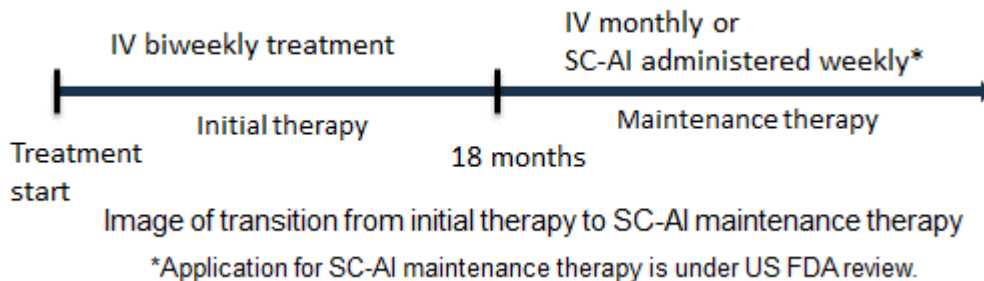 IV biweekly treatment
IV monthly or
SC-AI administered weekly*
Initial therapy
Maintenance therapy
Treatment
start
18 months
Image of transition from initial therapy to SC-AI maintenance therapy
*Application for SC-AI maintenance therapy is under US FDA review.